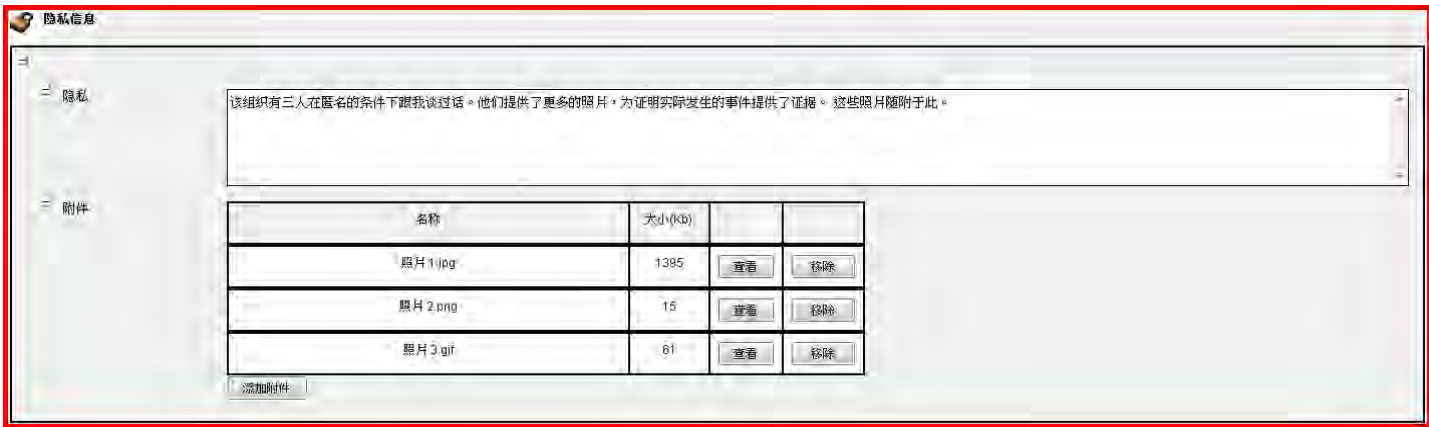 隐私信息
隐私
该组织有三人在匿名的条件下跟我谈过话。他们提供了更多的照片，为证明实际发生的事件提供了证据。 这些照片随附于此。
附件
名称 大小(Kb)
照片 1.jpg 1395 查看 移除
照片 2.png 15 查看 移除
照片 3.gif 61 查看 移除
添加附件